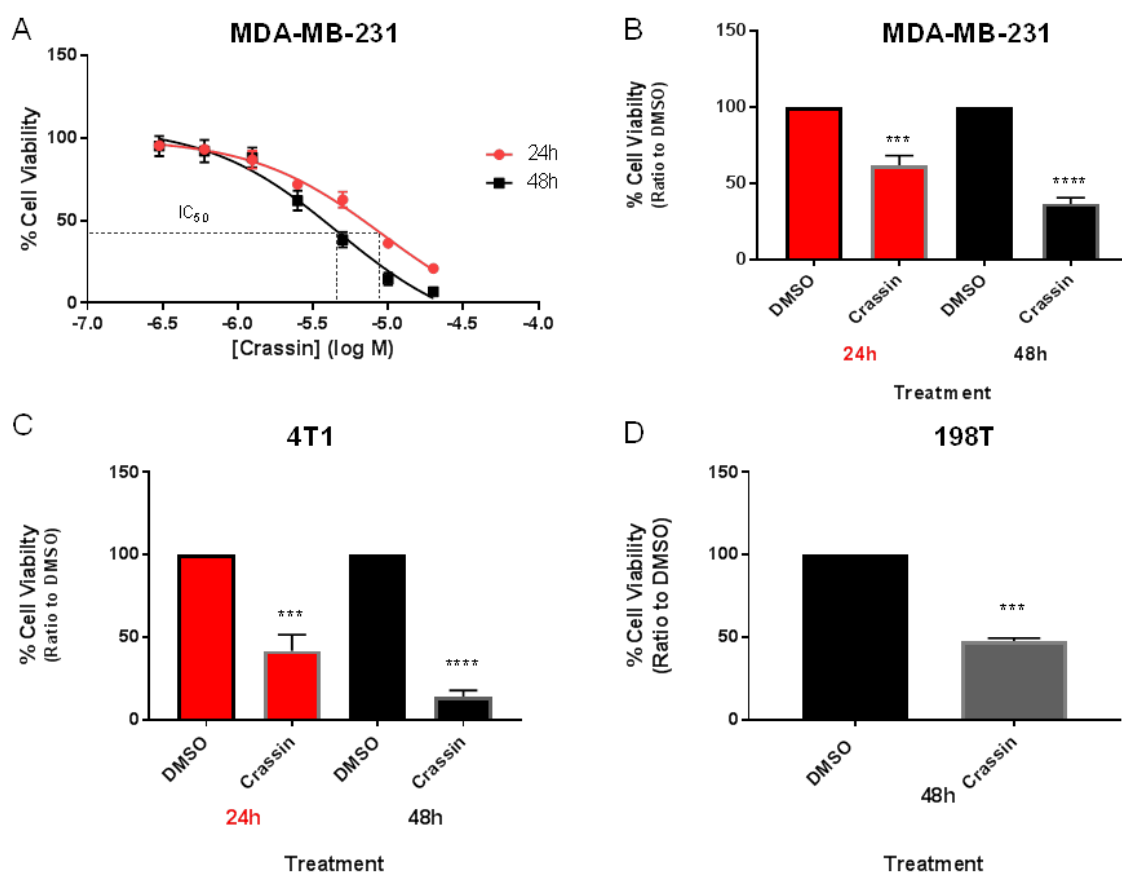 A
MDA-MB-231
150
100
50
0
% Cell Viability
IC50
24h
48h
-7.0 -6.5 -6.0 -5.5 -5.0 -4.5 -4.0
[Crassin] (log M)
B
MDA-MB-231
150
100
50
0
% Cell Viabilty
(Ratio to DMSO)
***
****
DMSO Crassin DMSO Crassin
24h 48h
Treatment
C
4T1
150
100
50
0
% Cell Viability
(Ratio to DMSO)
***
****
DMSO Crassin DMSO Crassin
24h 48h
Treatment
D
198T
150
100
50
0
% Cell Viability
(Ratio to DMSO)
***
DMSO Crassin
48h
Treatment